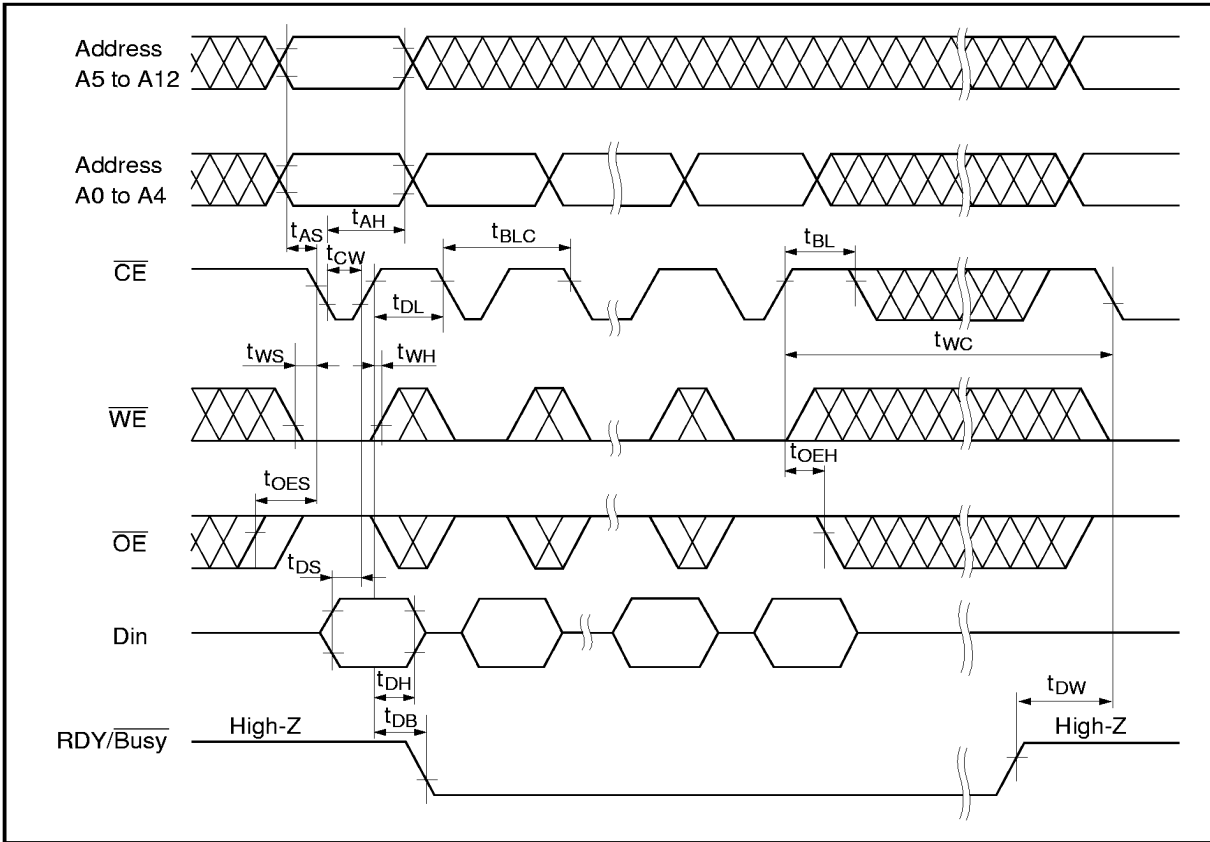 Address
A5 to A12
Address
A0 to A4
tAS
tAH
tCW
tBLC
tBL
CE
tDL
tWC
tWS
tWH
WE
tOES
tOEH
OE
tDS
Din
tDH
tDW
tDB
High-Z
High-Z
RDY/Busy